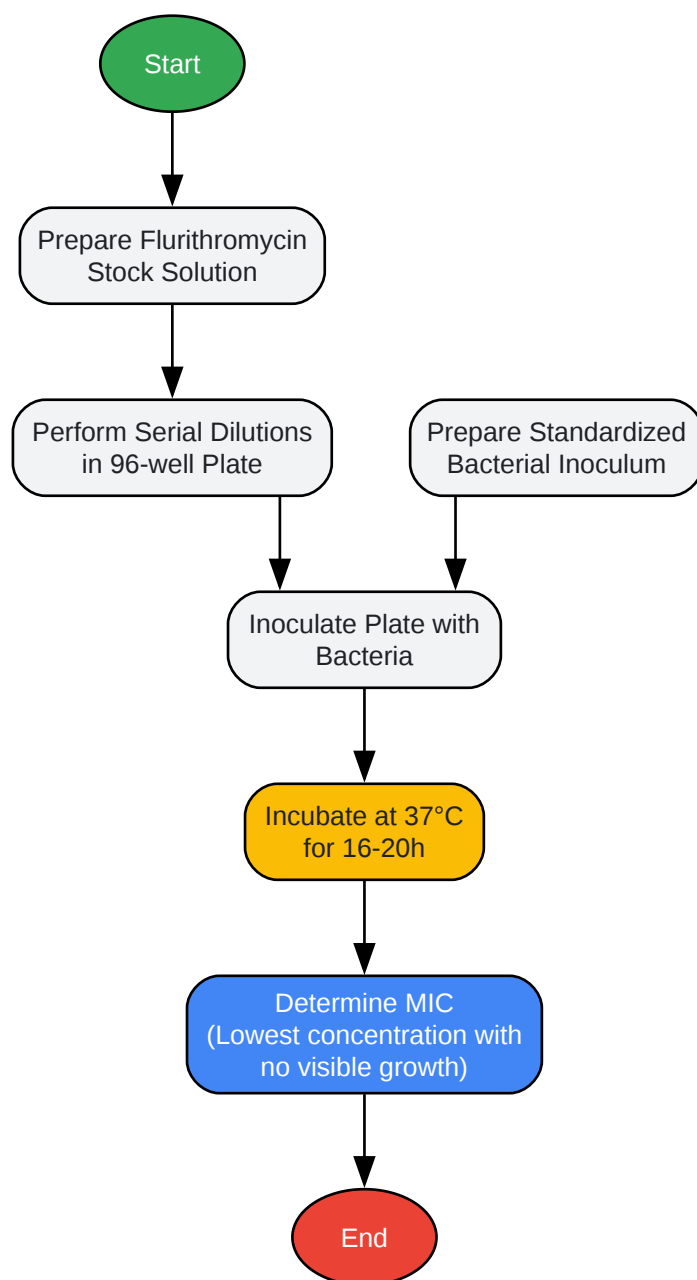 Start
Prepare Flurithromycin
Stock Solution
Perform Serial Dilutions
in 96-well Plate
Prepare Standardized
Bacterial Inoculum
Inoculate Plate with
Bacteria
Incubate at 37°C
for 16-20h
Determine MIC
(Lowest concentration with
no visible growth)
End